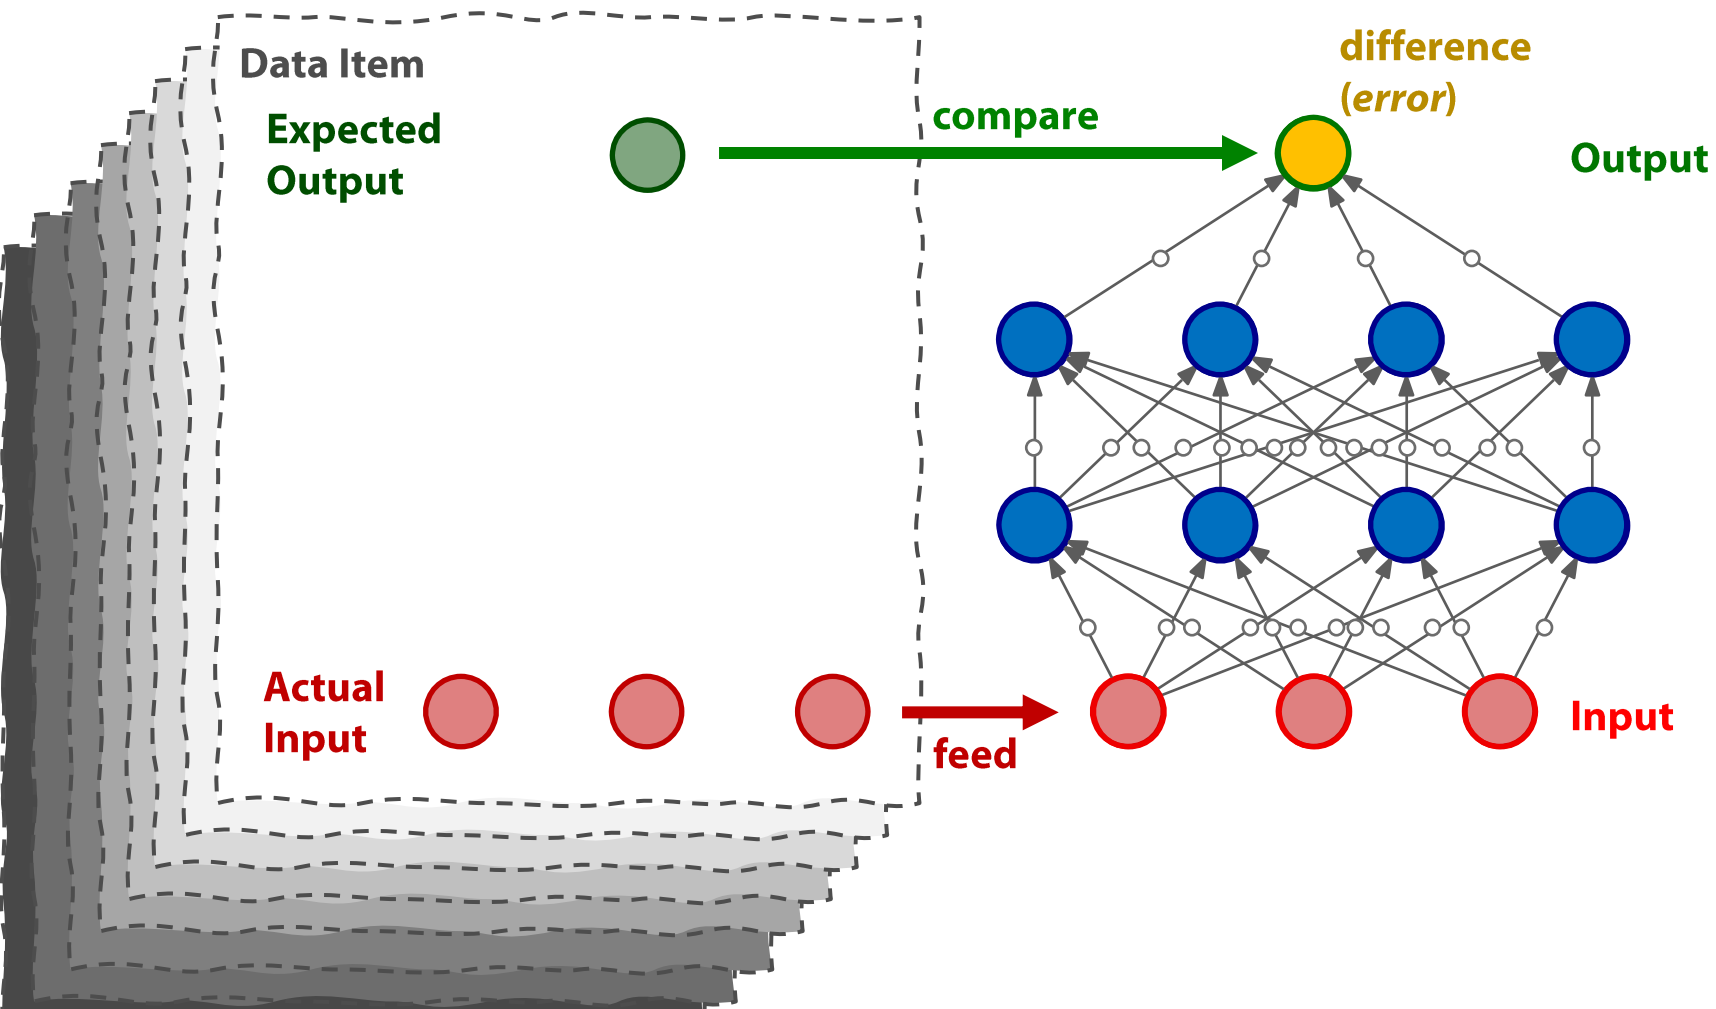 Data Item
Expected
Output
compare
difference
(error)
Output
Actual
Input
feed
Input